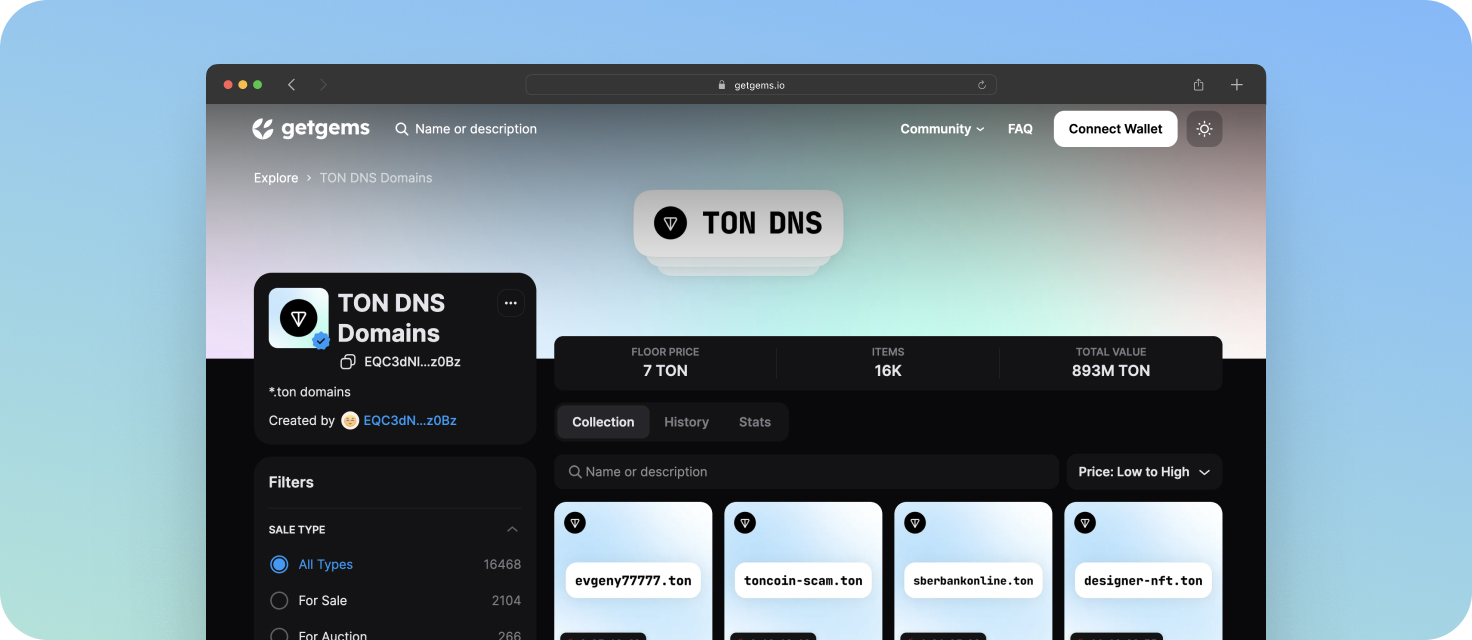 getgems.io
getgems
Name or description
Community
FAQ
Connect Wallet
Explore > TON DNS Domains
TON DNS
TON DNS
Domains
EQC3dNl...z0Bz
*.ton domains
Created by EQC3dN...z0Bz
FLOOR PRICE
7 TON
ITEMS
16K
TOTAL VALUE
893M TON
Collection
History
Stats
Name or description
Price: Low to High
Filters
SALE TYPE
All Types 16468
For Sale 2104
For Auction 266
evgeny77777.ton
toncoin-scam.ton
sberbankonline.ton
designer-nft.ton